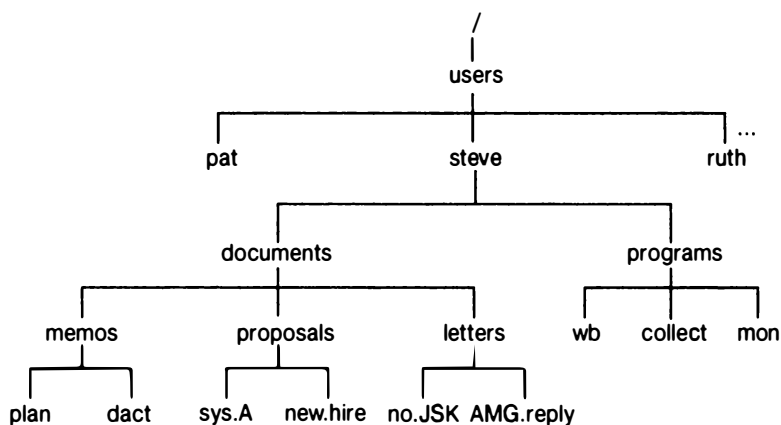 /
users
pat steve ruth ...
documents programs
memos proposals letters wb collect mon
plan dact sys.A new.hire no.JSK AMG.reply